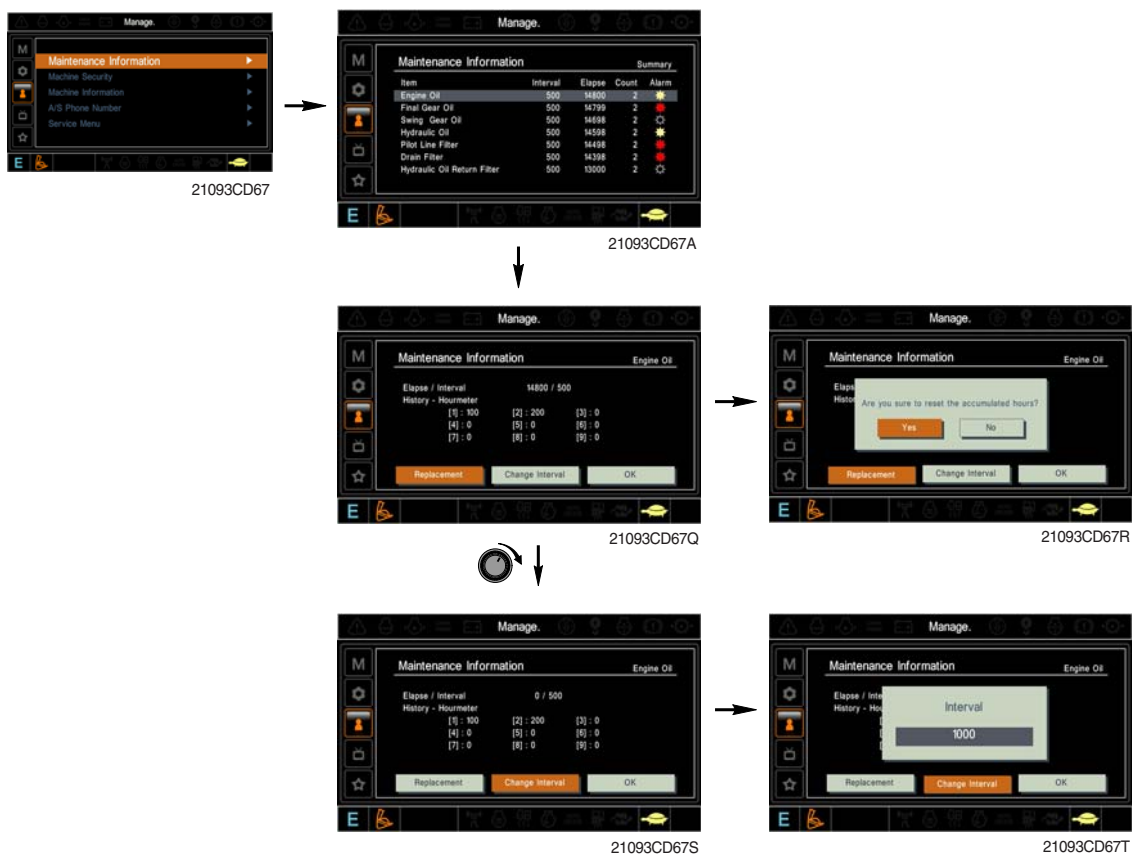 Manage.
M
Maintenance Information
Machine Security
Machine Information
A/S Phone Number
Service Menu
E
21093CD67
Manage.
M
Maintenance Information Summary
Item Interval Elapse Count Alarm
Engine Oil 500 14800 2
Final Gear Oil 500 14799 2
Swing Gear Oil 500 14698 2
Hydraulic Oil 500 14598 2
Pilot Line Filter 500 14498 2
Drain Filter 500 14398 2
Hydraulic Oil Return Filter 500 13000 2
E
21093CD67A
Manage.
M
Maintenance Information Engine Oil
Elapse / Interval 14800 / 500
History - Hourmeter
[1] : 100 [2] : 200 [3] : 0
[4] : 0 [5] : 0 [6] : 0
[7] : 0 [8] : 0 [9] : 0
Replacement Change Interval OK
E
21093CD67Q
Manage.
M
Maintenance Information Engine Oil
Elaps
Histor
Are you sure to reset the accumulated hours?
Yes No
Replacement Change Interval OK
E
21093CD67R
Manage.
M
Maintenance Information Engine Oil
Elapse / Interval 0 / 500
History - Hourmeter
[1] : 100 [2] : 200 [3] : 0
[4] : 0 [5] : 0 [6] : 0
[7] : 0 [8] : 0 [9] : 0
Replacement Change Interval OK
E
21093CD67S
Manage.
M
Maintenance Information Engine Oil
Elapse / Inte
History - Hou
Interval
1000
Replacement Change Interval OK
E
21093CD67T